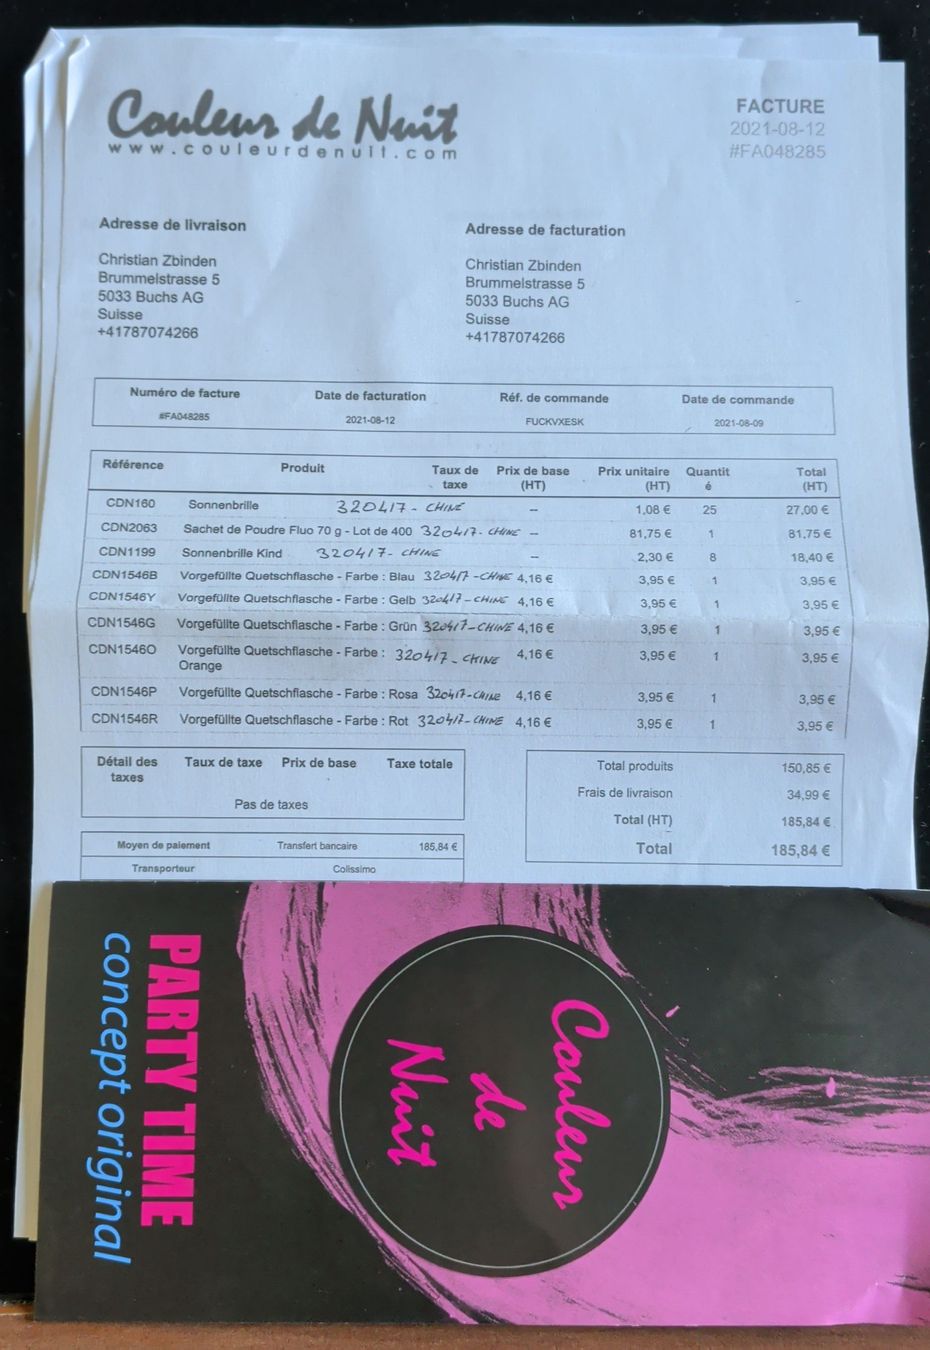 Couleur de Nuit
www.couleurdenuit.com
FACTURE
2021-08-12
#FA048285
Adresse de livraison
Christian Zbinden
Brummelstrasse 5
5033 Buchs AG
Suisse
+41787074266
Adresse de facturation
Christian Zbinden
Brummelstrasse 5
5033 Buchs AG
Suisse
+41787074266
Numéro de facture Date de facturation Réf. de commande Date de commande
#FA048285 2021-08-12 FUCKVXESK 2021-08-09
Référence Produit Taux de taxe Prix de base (HT) Prix unitaire (HT) Quantité Total (HT)
CDN160 Sonnenbrille 320417 - CHINE -- 1,08 € 25 27,00 €
CDN2063 Sachet de Poudre Fluo 70 g - Lot de 400 320417 - CHINE -- 81,75 € 1 81,75 €
CDN1199 Sonnenbrille Kind 320417 - CHINE -- 2,30 € 8 18,40 €
CDN1546B Vorgefüllte Quetschflasche - Farbe : Blau 320417 - CHINE 4,16 € 3,95 € 1 3,95 €
CDN1546Y Vorgefüllte Quetschflasche - Farbe : Gelb 320417 - CHINE 4,16 € 3,95 € 1 3,95 €
CDN1546G Vorgefüllte Quetschflasche - Farbe : Grün 320417 - CHINE 4,16 € 3,95 € 1 3,95 €
CDN1546O Vorgefüllte Quetschflasche - Farbe : 320417 - CHINE 4,16 € 3,95 € 1 3,95 €
Orange
CDN1546P Vorgefüllte Quetschflasche - Farbe : Rosa 320417 - CHINE 4,16 € 3,95 € 1 3,95 €
CDN1546R Vorgefüllte Quetschflasche - Farbe : Rot 320417 - CHINE 4,16 € 3,95 € 1 3,95 €
Détail des taxes Taux de taxe Prix de base Taxe totale
Pas de taxes
Moyen de paiement Transfert bancaire 185,84 €
Transporteur Colissimo
Total produits 150,85 €
Frais de livraison 34,99 €
Total (HT) 185,84 €
Total 185,84 €
Couleur
de
Nuit
PARTY TIME
concept original